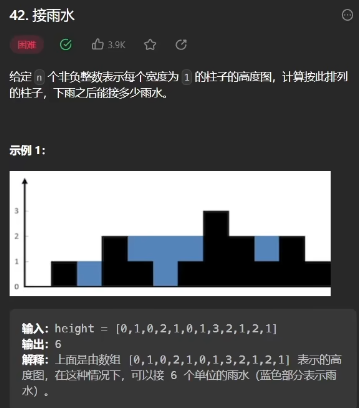 42. 接雨水
困难
3.9K
给定 n 个非负整数表示每个宽度为 1 的柱子的高度图，计算按此排
列的柱子，下雨之后能接多少雨水。
示例 1：
3
2
1
0
输入：height = [0,1,0,2,1,0,1,3,2,1,2,1]
输出：6
解释：上面是由数组 [0,1,0,2,1,0,1,3,2,1,2,1] 表示的高
度图，在这种情况下，可以接 6 个单位的雨水（蓝色部分表示雨
水）。